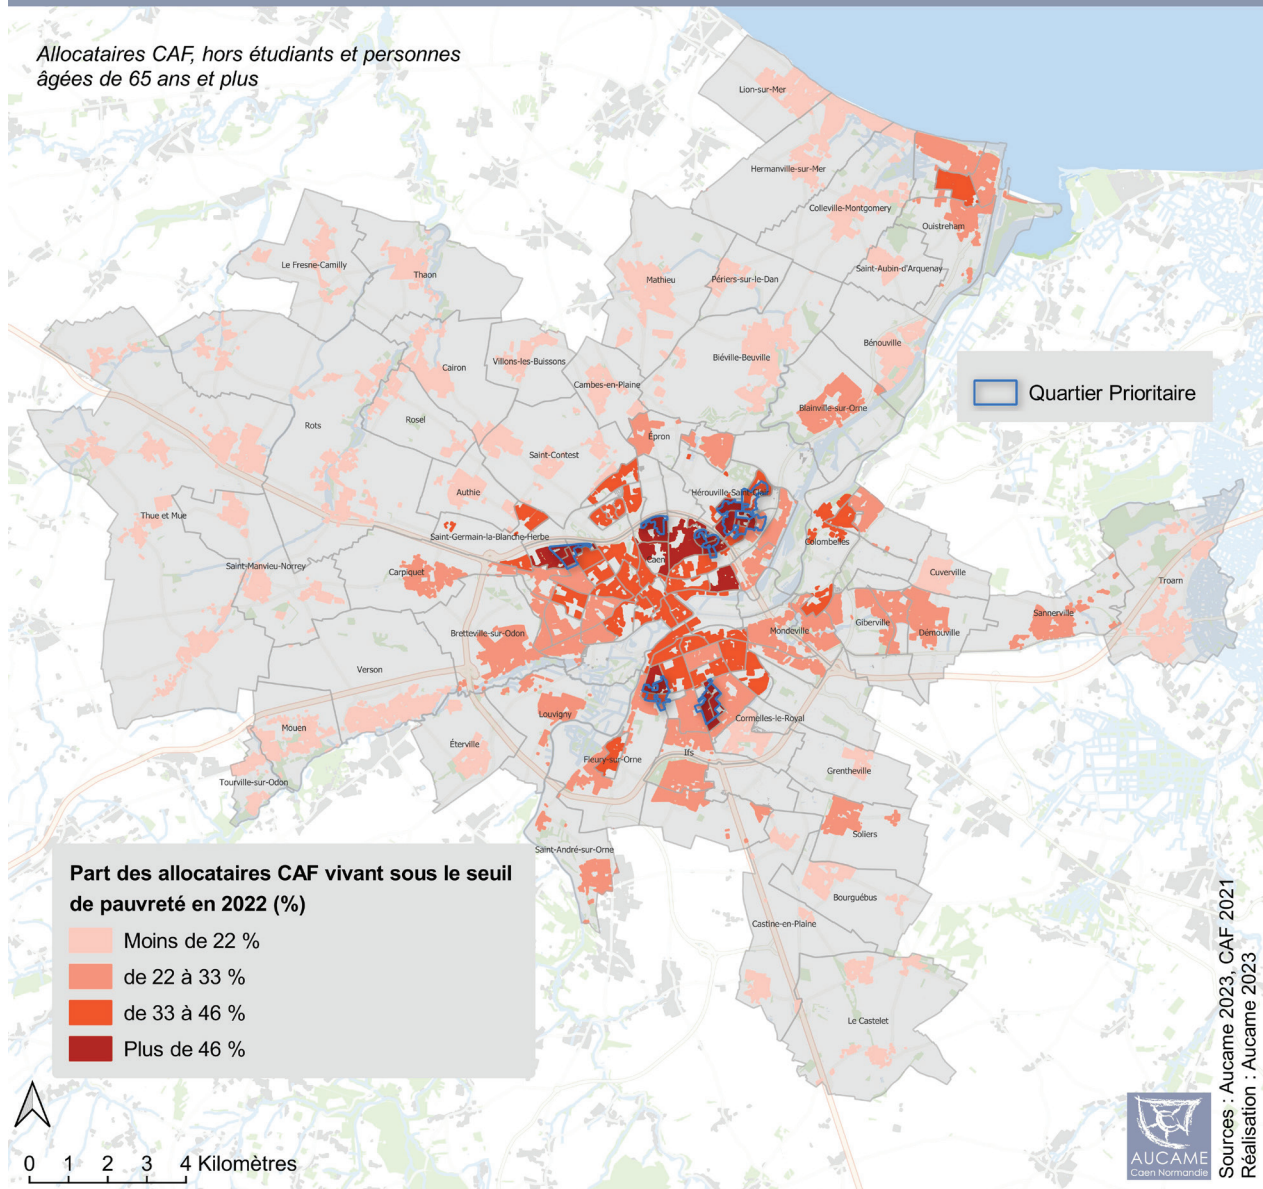 Allocataires CAF, hors étudiants et personnes
âgées de 65 ans et plus
Lion-sur-Mer
Hermanville-sur-Mer
Colleville-Montgomery
Ouistreham
Le Fresne-Camilly
Thaon
Mathieu
Périers-sur-le-Dan
Saint-Aubin-d'Arquenay
Bénouville
Cairon
Villons-les-Buissons
Biéville-Beuville
Cambes-en-Plaine
Quartier Prioritaire
Blainville-sur-Orne
Rots
Rosel
Épron
Saint-Contest
Authie
Hérouville-Saint-Clair
Thue et Mue
Saint-Germain-la-Blanche-Herbe
Colombelles
Caen
Saint-Manvieu-Norrey
Carpiquet
Cuverville
Troarn
Sannerville
Giberville
Démouville
Mondeville
Bretteville-sur-Odon
Verson
Louvigny
Cormelles-le-Royal
Mouen
Éterville
Ifs
Fleury-sur-Orne
Grentheville
Tourville-sur-Odon
Soliers
Saint-André-sur-Orne
Bourguébus
Castine-en-Plaine
Le Castelet
Part des allocataires CAF vivant sous le seuil
de pauvreté en 2022 (%)
Moins de 22 %
de 22 à 33 %
de 33 à 46 %
Plus de 46 %
0 1 2 3 4 Kilomètres
AUCAME
Caen Normandie
Sources : Aucame 2023, CAF 2021
Réalisation : Aucame 2023